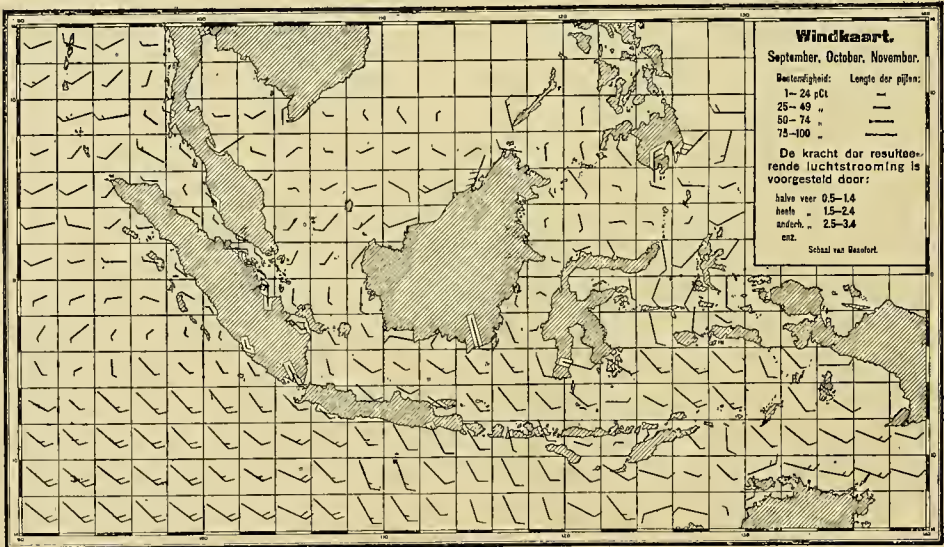 Windkaart.
September, October, November.
Bestendigheid: Lengte der pijlen:
1–24 pCt
25–49 „
50–74 „
75–100 „
De kracht der resultee-
rende luchtstrooming is
voorgesteld door:
halve veer 0.5–1.4
heele „ 1.5–2.4
anderh. „ 2.5–3.4
enz.
Schaal van Beaufort.